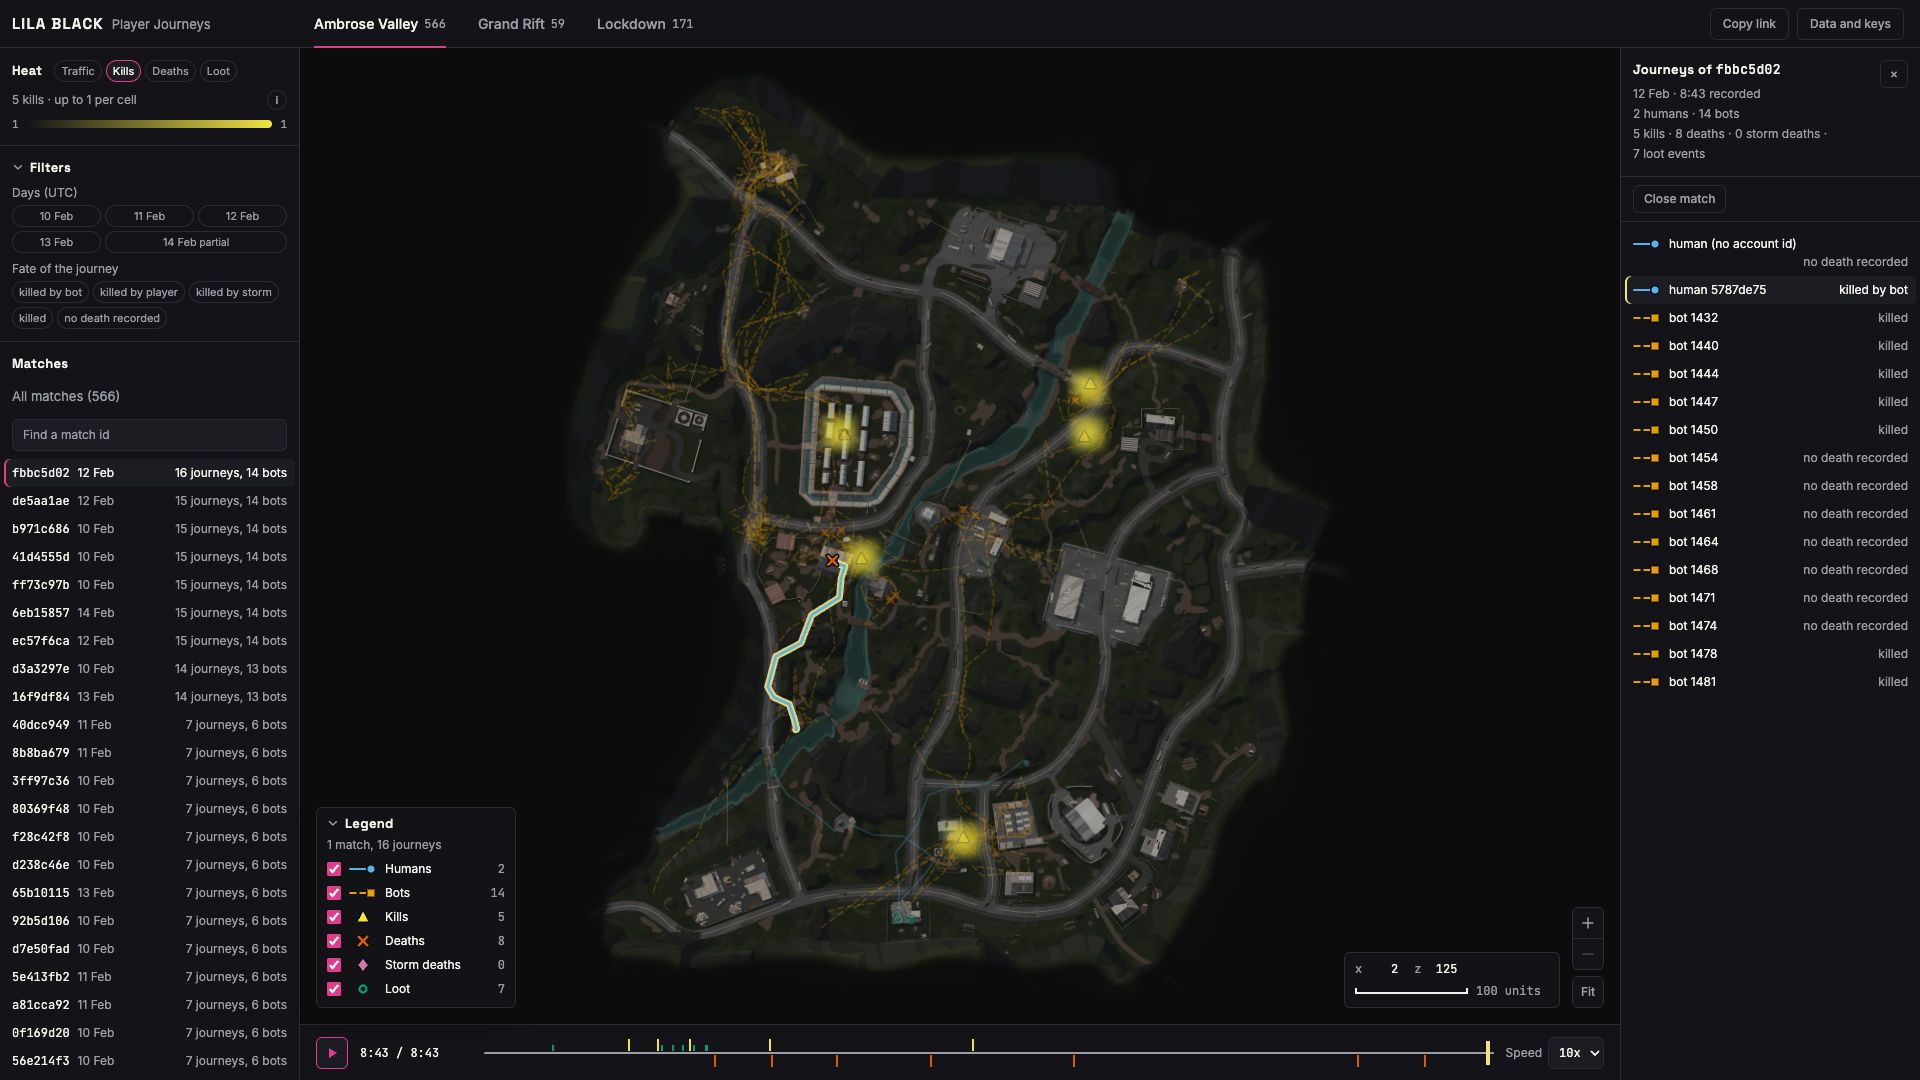 LILA BLACK Player Journeys
Ambrose Valley 566 Grand Rift 59 Lockdown 171
Copy link Data and keys
Heat Traffic Kills Deaths Loot
5 kills · up to 1 per cell i
1 1
Filters
Days (UTC)
10 Feb 11 Feb 12 Feb
13 Feb 14 Feb partial
Fate of the journey
killed by bot killed by player killed by storm
killed no death recorded
Matches
All matches (566)
Find a match id
fbbc5d02 12 Feb 16 journeys, 14 bots
de5aa1ae 12 Feb 15 journeys, 14 bots
b971c686 10 Feb 15 journeys, 14 bots
41d4555d 10 Feb 15 journeys, 14 bots
ff73c97b 10 Feb 15 journeys, 14 bots
6eb15857 14 Feb 15 journeys, 14 bots
ec57f6ca 12 Feb 15 journeys, 14 bots
d3a3297e 10 Feb 14 journeys, 13 bots
16f9df84 13 Feb 14 journeys, 13 bots
40dcc949 11 Feb 7 journeys, 6 bots
8b8ba679 11 Feb 7 journeys, 6 bots
3ff97c36 10 Feb 7 journeys, 6 bots
80369f48 10 Feb 7 journeys, 6 bots
f28c42f8 10 Feb 7 journeys, 6 bots
d238c46e 10 Feb 7 journeys, 6 bots
65b10115 13 Feb 7 journeys, 6 bots
92b5d106 10 Feb 7 journeys, 6 bots
d7e50fad 10 Feb 7 journeys, 6 bots
5e413fb2 11 Feb 7 journeys, 6 bots
a81cca92 11 Feb 7 journeys, 6 bots
0f169d20 10 Feb 7 journeys, 6 bots
56e214f3 10 Feb 7 journeys, 6 bots
Legend
1 match, 16 journeys
Humans 2
Bots 14
Kills 5
Deaths 8
Storm deaths 0
Loot 7
x 2 z 125
100 units
+
−
Fit
8:43 / 8:43
Speed 10x
Journeys of fbbc5d02 ×
12 Feb · 8:43 recorded
2 humans · 14 bots
5 kills · 8 deaths · 0 storm deaths ·
7 loot events
Close match
human (no account id)
no death recorded
human 5787de75 killed by bot
bot 1432 killed
bot 1440 killed
bot 1444 killed
bot 1447 killed
bot 1450 killed
bot 1454 no death recorded
bot 1458 no death recorded
bot 1461 no death recorded
bot 1464 no death recorded
bot 1468 no death recorded
bot 1471 no death recorded
bot 1474 no death recorded
bot 1478 killed
bot 1481 killed